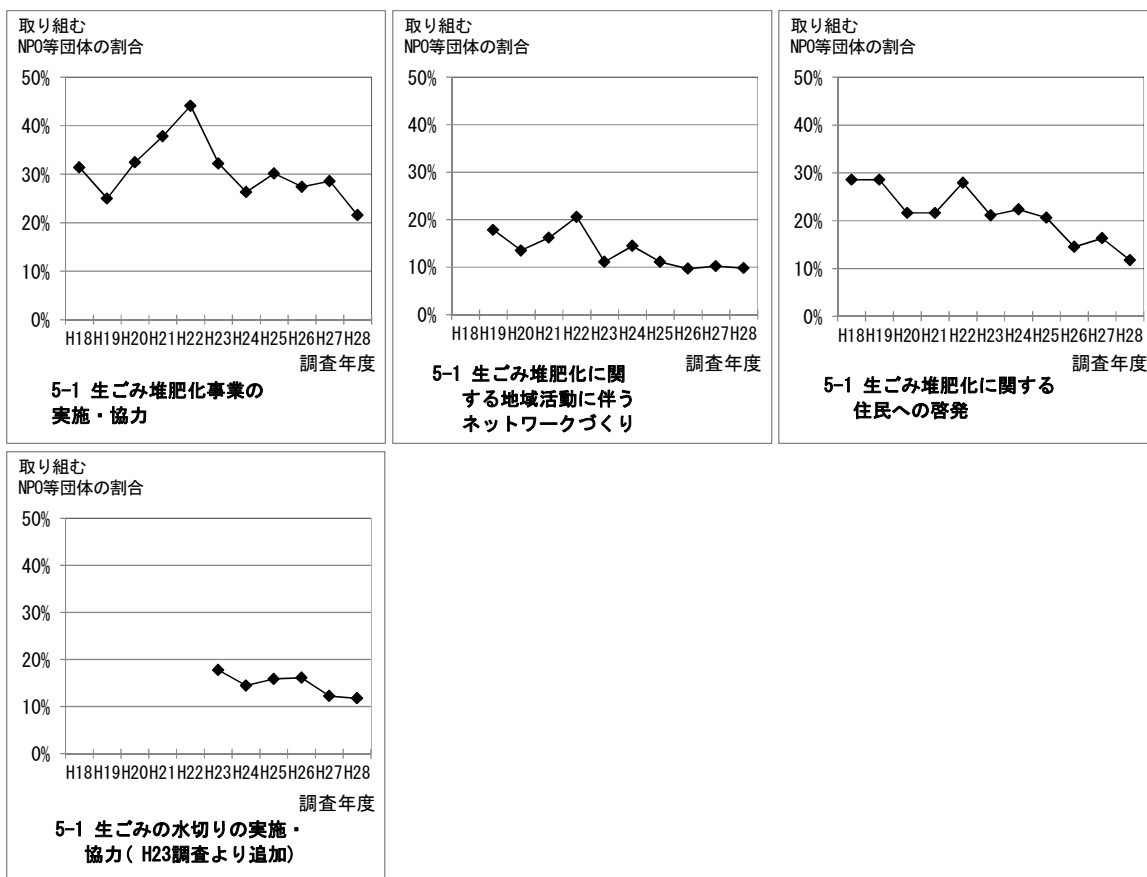 取り組む
NPO等団体の割合
50%
40%
30%
20%
10%
0%
H18H19H20H21H22H23H24H25H26H27H28
調査年度
5-1 生ごみ堆肥化事業の
実施・協力
取り組む
NPO等団体の割合
50%
40%
30%
20%
10%
0%
H18H19H20H21H22H23H24H25H26H27H28
調査年度
5-1 生ごみ堆肥化に関
する地域活動に伴う
ネットワークづくり
取り組む
NPO等団体の割合
50%
40%
30%
20%
10%
0%
H18H19H20H21H22H23H24H25H26H27H28
調査年度
5-1 生ごみ堆肥化に関する
住民への啓発
取り組む
NPO等団体の割合
50%
40%
30%
20%
10%
0%
H18H19H20H21H22H23H24H25H26H27H28
調査年度
5-1 生ごみの水切りの実施・
協力( H23調査より追加)